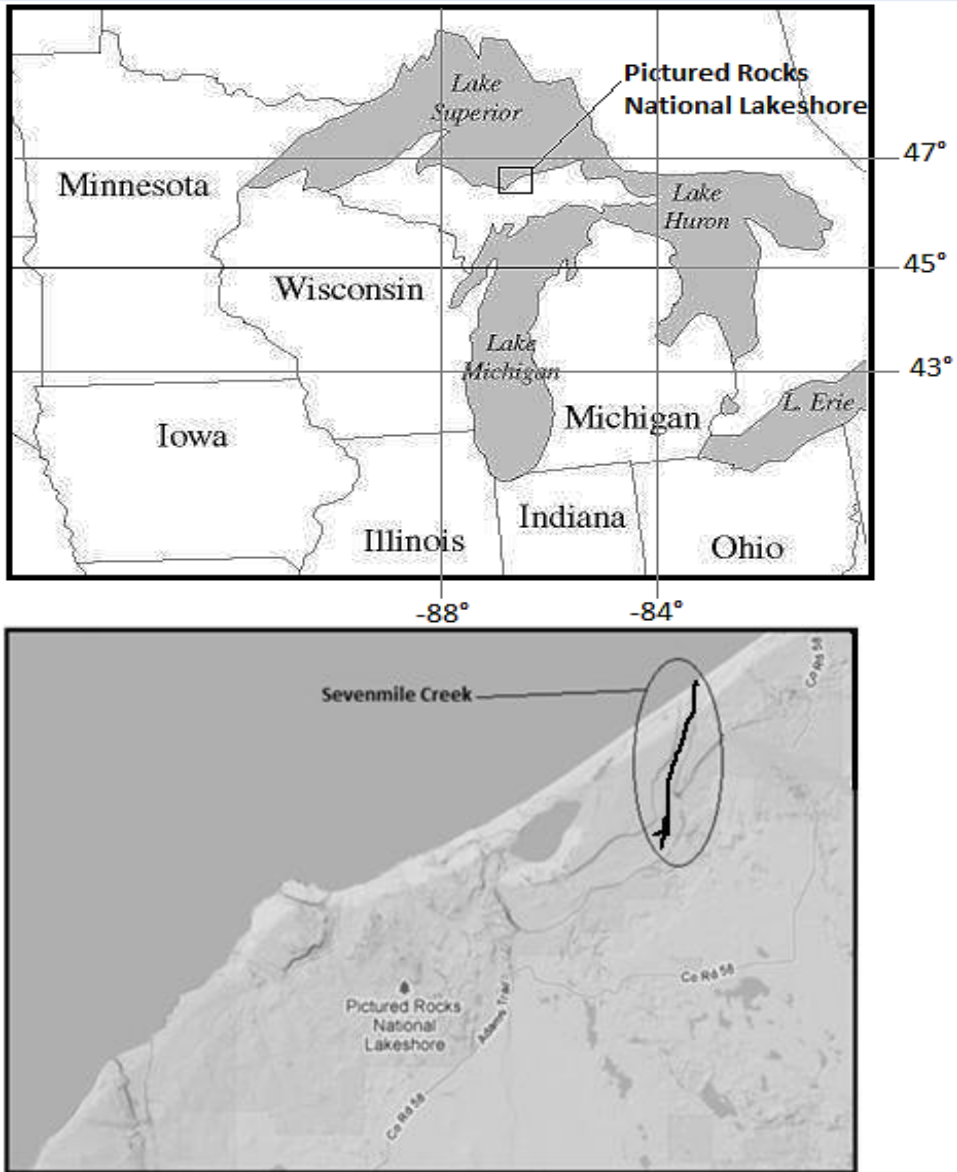 Lake
Superior
Pictured Rocks
National Lakeshore
47°
Minnesota
Lake
Huron
45°
Wisconsin
Lake
Michigan
43°
L. Erie
Michigan
Iowa
Indiana
Illinois
Ohio
-88°
-84°
Co Rd 58
Sevenmile Creek
Co Rd 58
Pictured Rocks
National
Lakeshore
Adams Trail
Co Rd 58